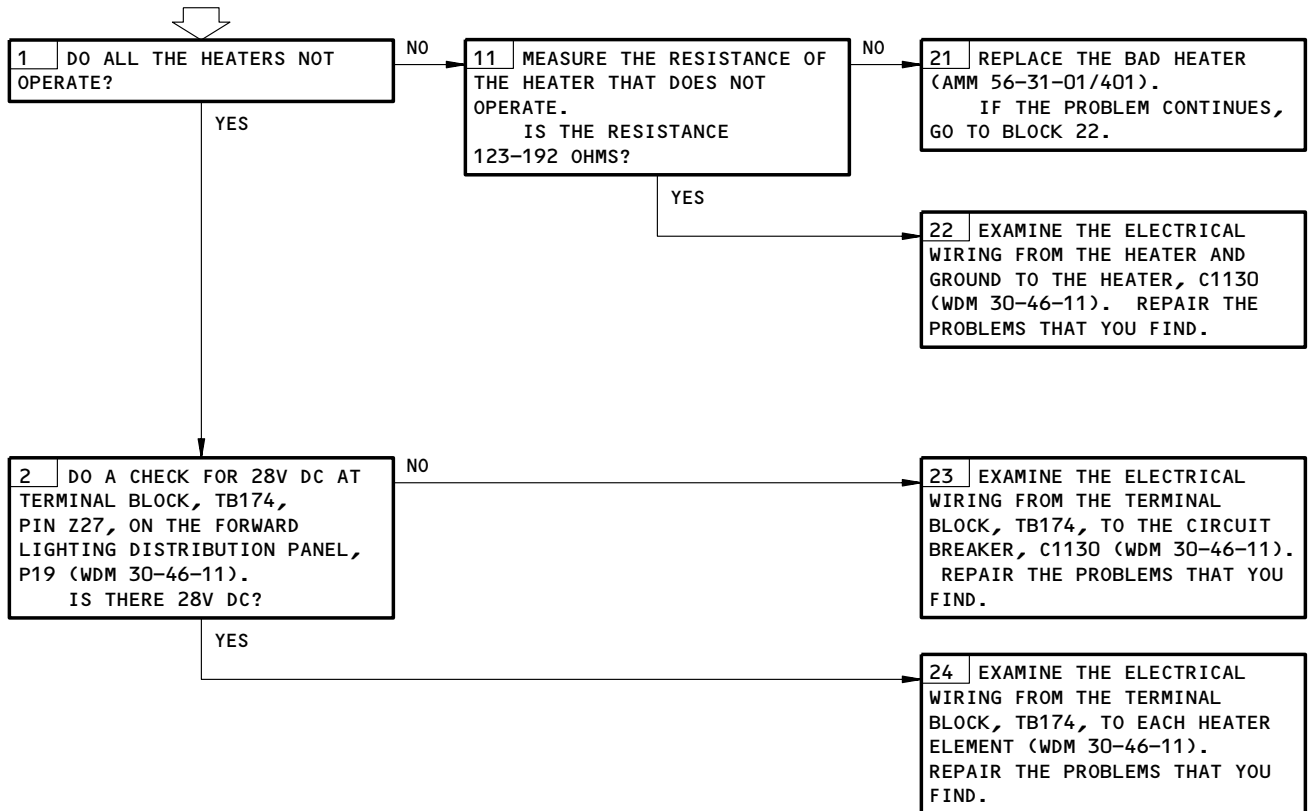 1 DO ALL THE HEATERS NOT
OPERATE?
NO
YES
11 MEASURE THE RESISTANCE OF
THE HEATER THAT DOES NOT
OPERATE.
IS THE RESISTANCE
123-192 OHMS?
NO
YES
21 REPLACE THE BAD HEATER
(AMM 56-31-01/401).
IF THE PROBLEM CONTINUES,
GO TO BLOCK 22.
22 EXAMINE THE ELECTRICAL
WIRING FROM THE HEATER AND
GROUND TO THE HEATER, C1130
(WDM 30-46-11). REPAIR THE
PROBLEMS THAT YOU FIND.
2 DO A CHECK FOR 28V DC AT
TERMINAL BLOCK, TB174,
PIN Z27, ON THE FORWARD
LIGHTING DISTRIBUTION PANEL,
P19 (WDM 30-46-11).
IS THERE 28V DC?
NO
YES
23 EXAMINE THE ELECTRICAL
WIRING FROM THE TERMINAL
BLOCK, TB174, TO THE CIRCUIT
BREAKER, C1130 (WDM 30-46-11).
REPAIR THE PROBLEMS THAT YOU
FIND.
24 EXAMINE THE ELECTRICAL
WIRING FROM THE TERMINAL
BLOCK, TB174, TO EACH HEATER
ELEMENT (WDM 30-46-11).
REPAIR THE PROBLEMS THAT YOU
FIND.